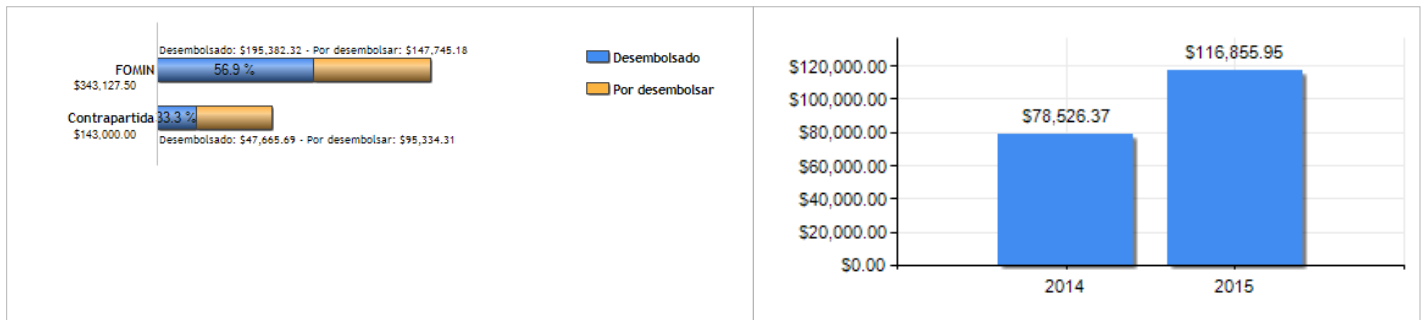 Desembolsado: $195,382.32 - Por desembolsar: $147,745.18
FOMIN
56.9 %
$343,127.50
Contrapartida
33.3 %
$143,000.00
Desembolsado: $47,665.69 - Por desembolsar: $95,334.31
Desembolsado
Por desembolsar
$120,000.00
$100,000.00
$80,000.00
$60,000.00
$40,000.00
$20,000.00
$0.00
$78,526.37
$116,855.95
2014
2015